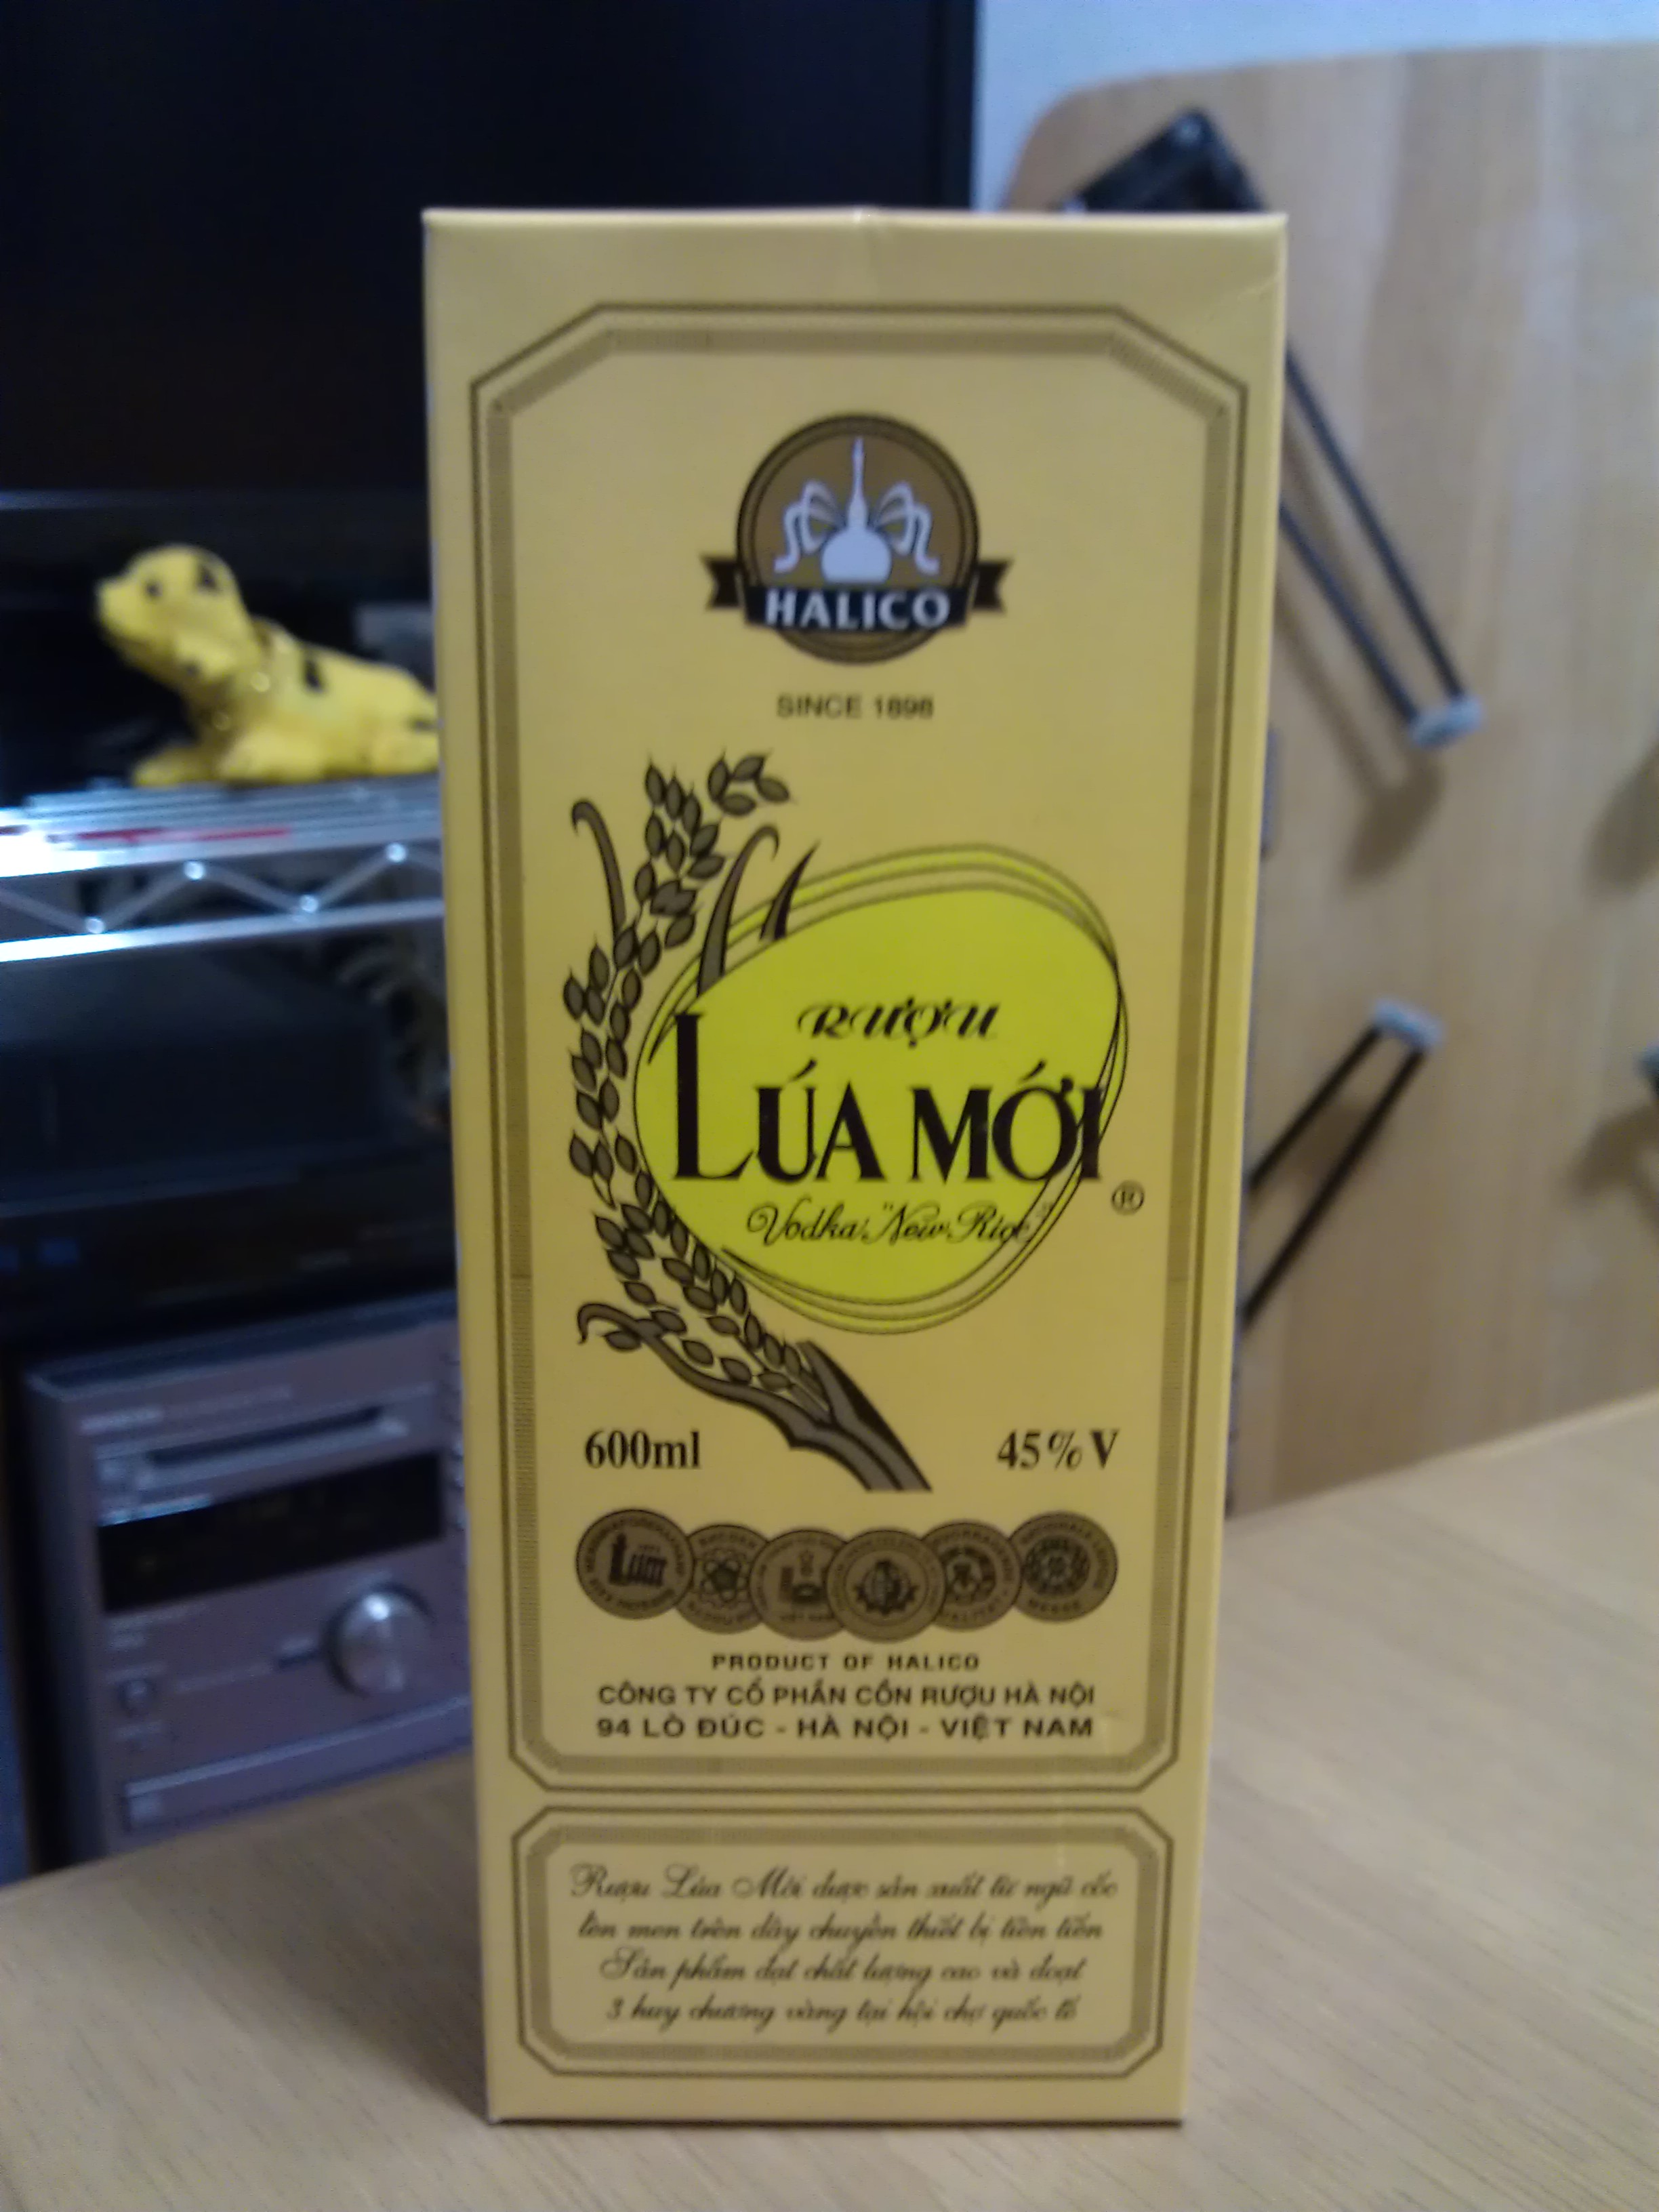 HALICO
SINCE 1898
RƯỢU
LÚA MỚI
®
Vodka "New Rice"
600ml
45%V
Lúa mới
PRODUCT OF HALICO
CÔNG TY CỔ PHẦN CỒN RƯỢU HÀ NỘI
94 LÒ ĐÚC - HÀ NỘI - VIỆT NAM
Rượu Lúa Mới được sản xuất từ ngũ cốc
lên men trên dây chuyền thiết bị tiên tiến
Sản phẩm đạt chất lượng cao và đoạt
3 huy chương vàng tại hội chợ quốc tế